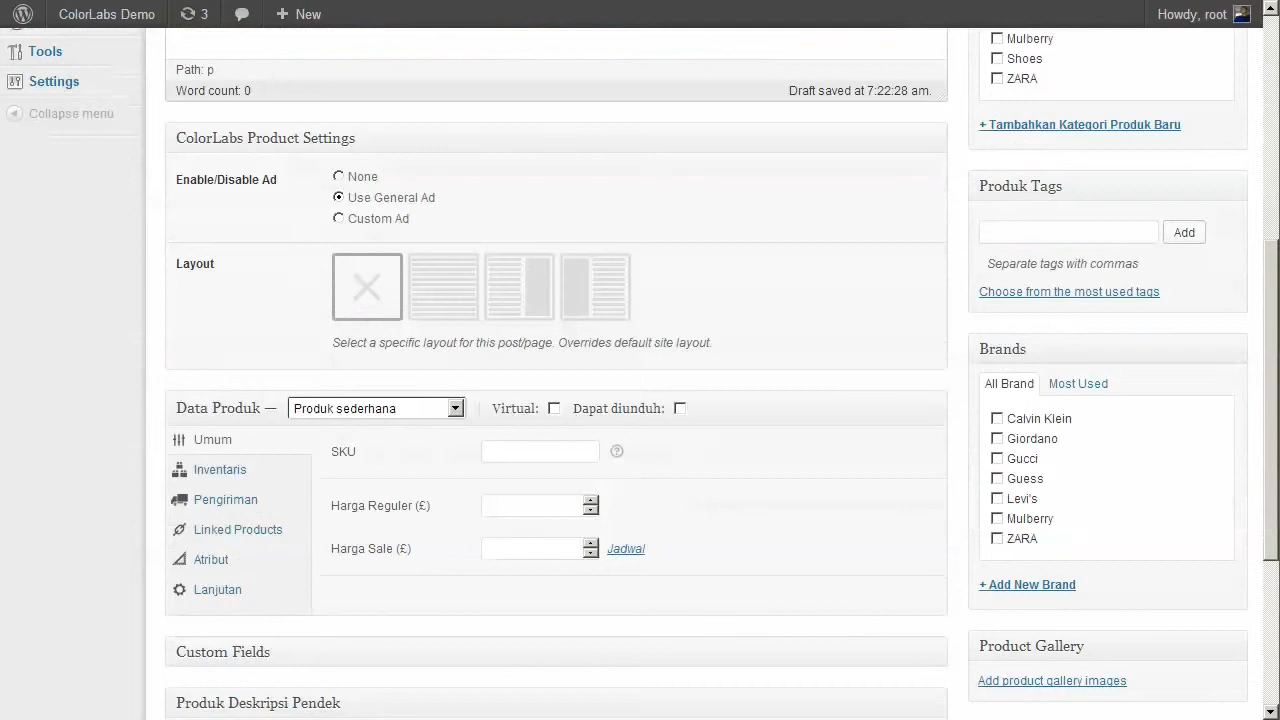 ColorLabs Demo
3
New
Howdy, root
Tools
Settings
Collapse menu
Path: p
Word count: 0
Draft saved at 7:22:28 am.
ColorLabs Product Settings
Enable/Disable Ad
None
Use General Ad
Custom Ad
Layout
Select a specific layout for this post/page. Overrides default site layout.
Data Produk —
Produk sederhana
Virtual:
Dapat diunduh:
Umum
Inventaris
Pengiriman
Linked Products
Atribut
Lanjutan
SKU
Harga Reguler (£)
Harga Sale (£)
Jadwal
Custom Fields
Produk Deskripsi Pendek
Mulberry
Shoes
ZARA
+ Tambahkan Kategori Produk Baru
Produk Tags
Add
Separate tags with commas
Choose from the most used tags
Brands
All Brand
Most Used
Calvin Klein
Giordano
Gucci
Guess
Levi's
Mulberry
ZARA
+ Add New Brand
Product Gallery
Add product gallery images